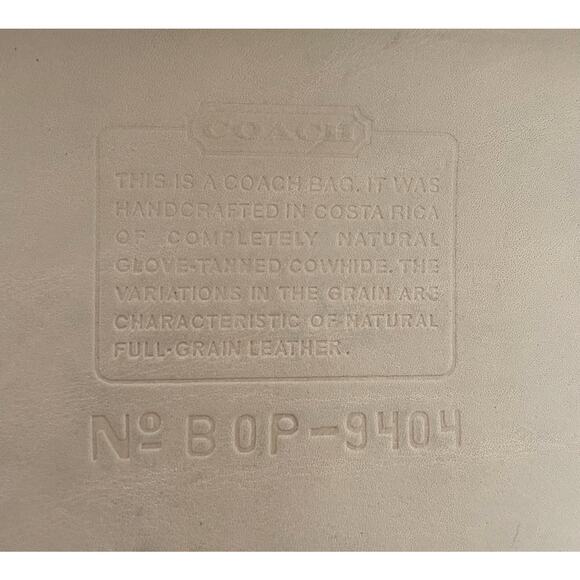 COACH
THIS IS A COACH BAG. IT WAS
HANDCRAFTED IN COSTA RICA
OF COMPLETELY NATURAL
GLOVE-TANNED COWHIDE. THE
VARIATIONS IN THE GRAIN ARE
CHARACTERISTIC OF NATURAL
FULL-GRAIN LEATHER.
Nº BOP-9404